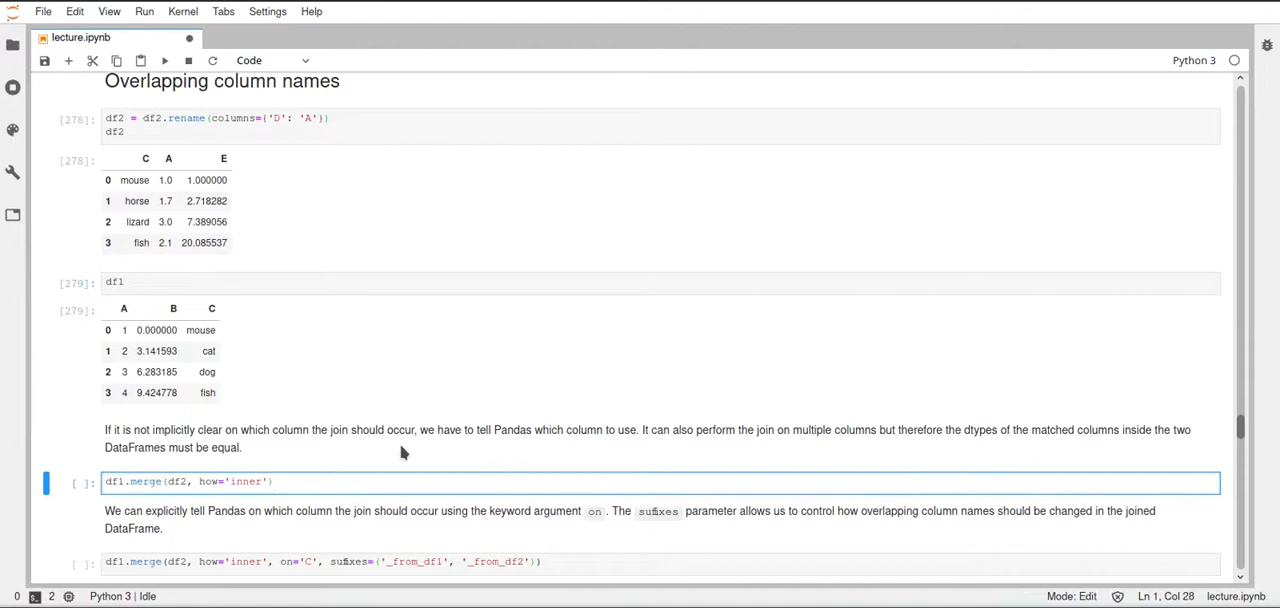 File Edit View Run Kernel Tabs Settings Help
lecture.ipynb
Code Python 3
Overlapping column names
[278]: df2 = df2.rename(columns={'D': 'A'})
df2
[278]: C A E
0 mouse 1.0 1.000000
1 horse 1.7 2.718282
2 lizard 3.0 7.389056
3 fish 2.1 20.085537
[279]: df1
[279]: A B C
0 1 0.000000 mouse
1 2 3.141593 cat
2 3 6.283185 dog
3 4 9.424778 fish
If it is not implicitly clear on which column the join should occur, we have to tell Pandas which column to use. It can also perform the join on multiple columns but therefore the dtypes of the matched columns inside the two
DataFrames must be equal.
[ ]: df1.merge(df2, how='inner')
We can explicitly tell Pandas on which column the join should occur using the keyword argument on. The suffixes parameter allows us to control how overlapping column names should be changed in the joined
DataFrame.
[ ]: df1.merge(df2, how='inner', on='C', suffixes=('_from_df1', '_from_df2'))
0 2 Python 3 | Idle Mode: Edit Ln 1, Col 28 lecture.ipynb